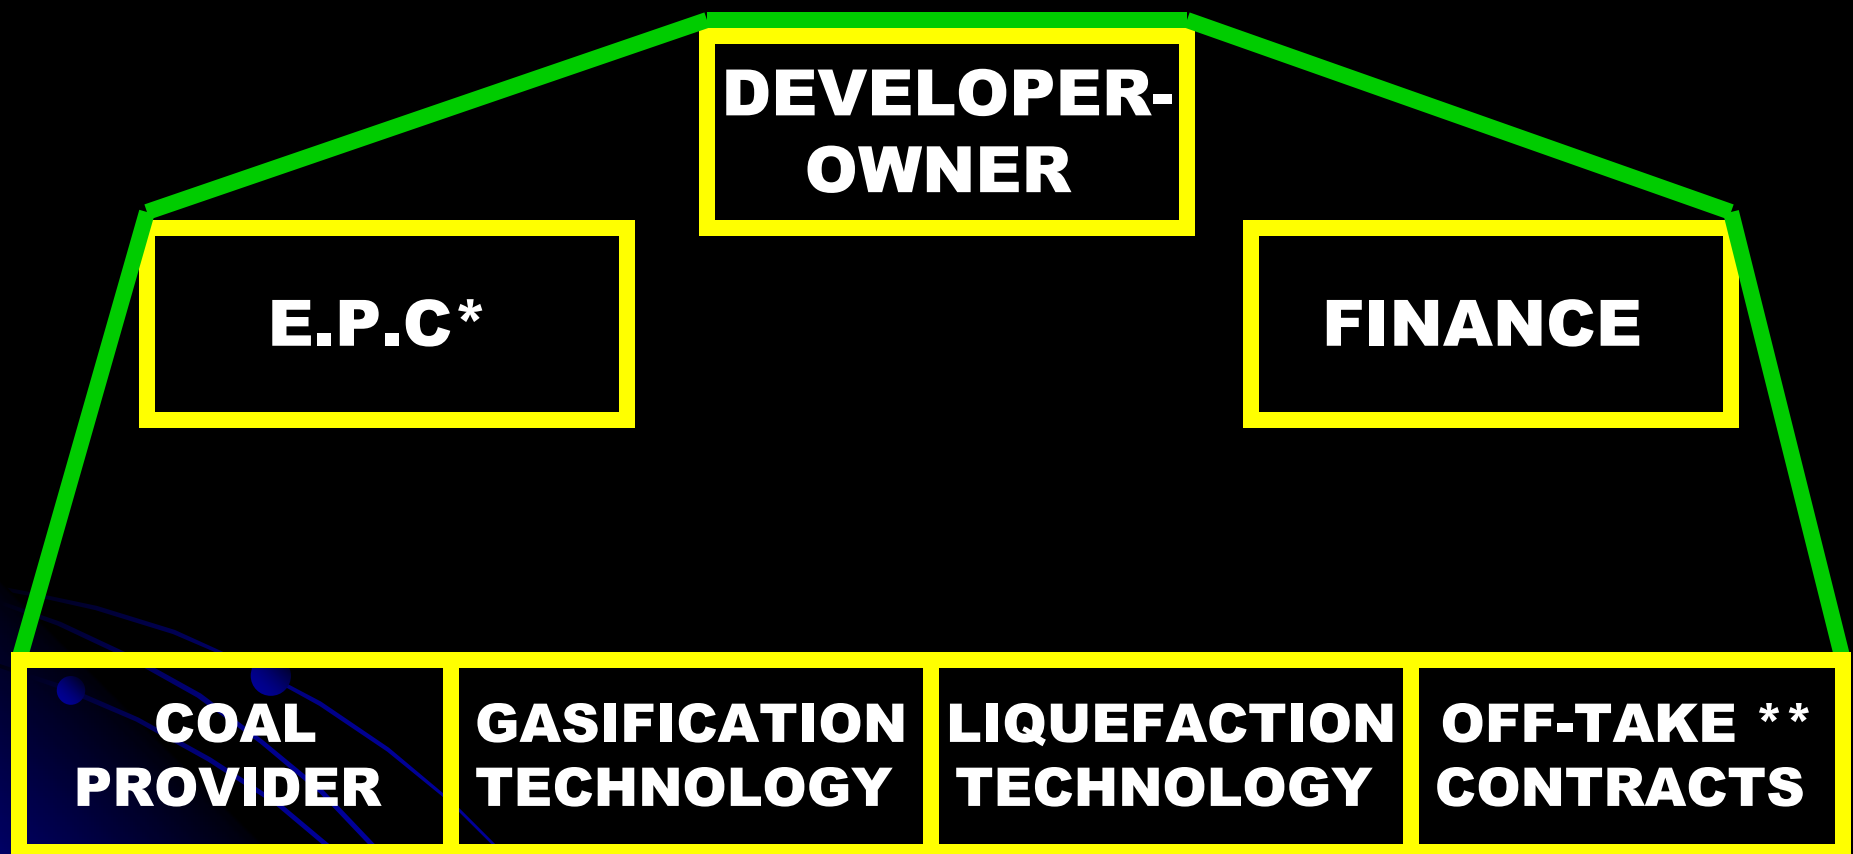 DEVELOPER-
OWNER
E.P.C*
FINANCE
COAL
PROVIDER
GASIFICATION
TECHNOLOGY
LIQUEFACTION
TECHNOLOGY
OFF-TAKE **
CONTRACTS